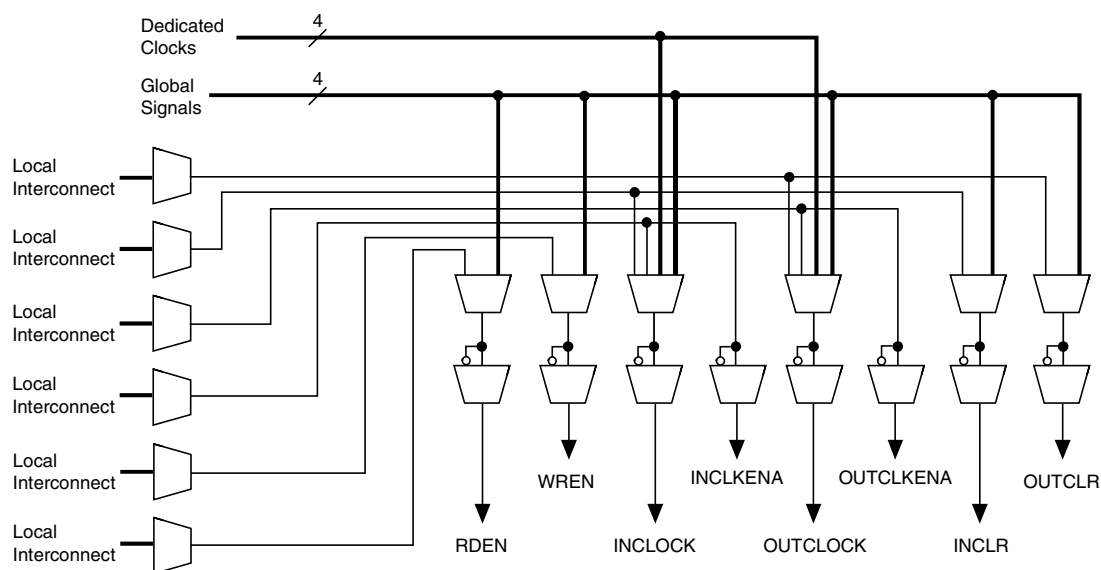 Dedicated
Clocks
4
Global
Signals
4
Local
Interconnect
Local
Interconnect
Local
Interconnect
Local
Interconnect
Local
Interconnect
Local
Interconnect
WREN
INCLKENA
OUTCLKENA
OUTCLR
RDEN
INCLOCK
OUTCLOCK
INCLR